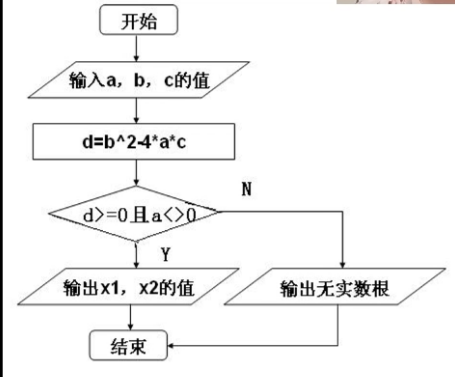 开始
输入a，b，c的值
d=b^2-4*a*c
d>=0且a<>0
N
Y
输出x1，x2的值
输出无实数根
结束